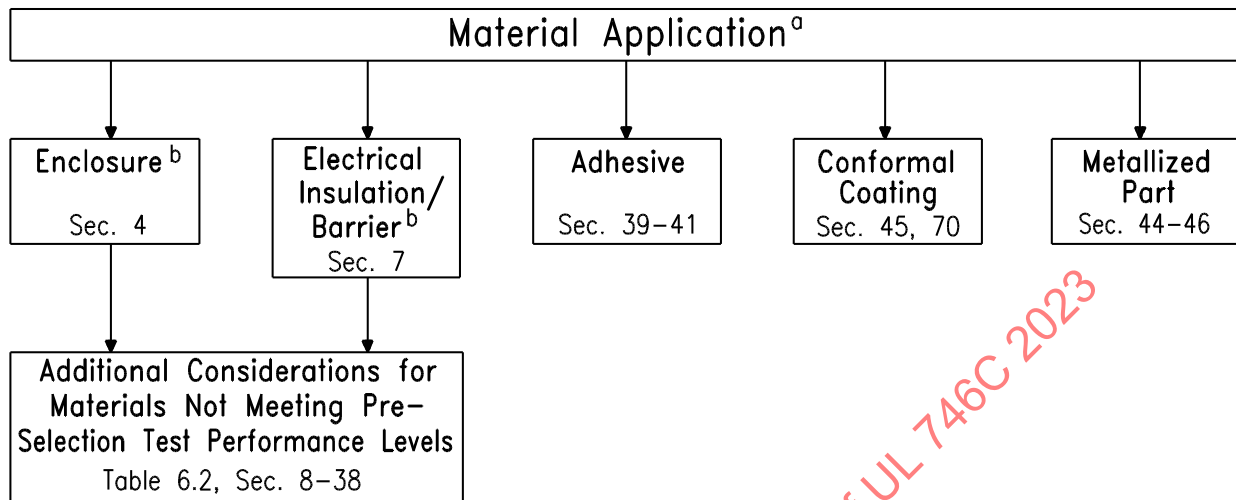 Material Application^a
Enclosure^b
Sec. 4
Electrical
Insulation/
Barrier^b
Sec. 7
Adhesive
Sec. 39–41
Conformal
Coating
Sec. 45, 70
Metallized
Part
Sec. 44–46
Additional Considerations for
Materials Not Meeting Pre–
Selection Test Performance Levels
Table 6.2, Sec. 8–38
UL 746C 2023